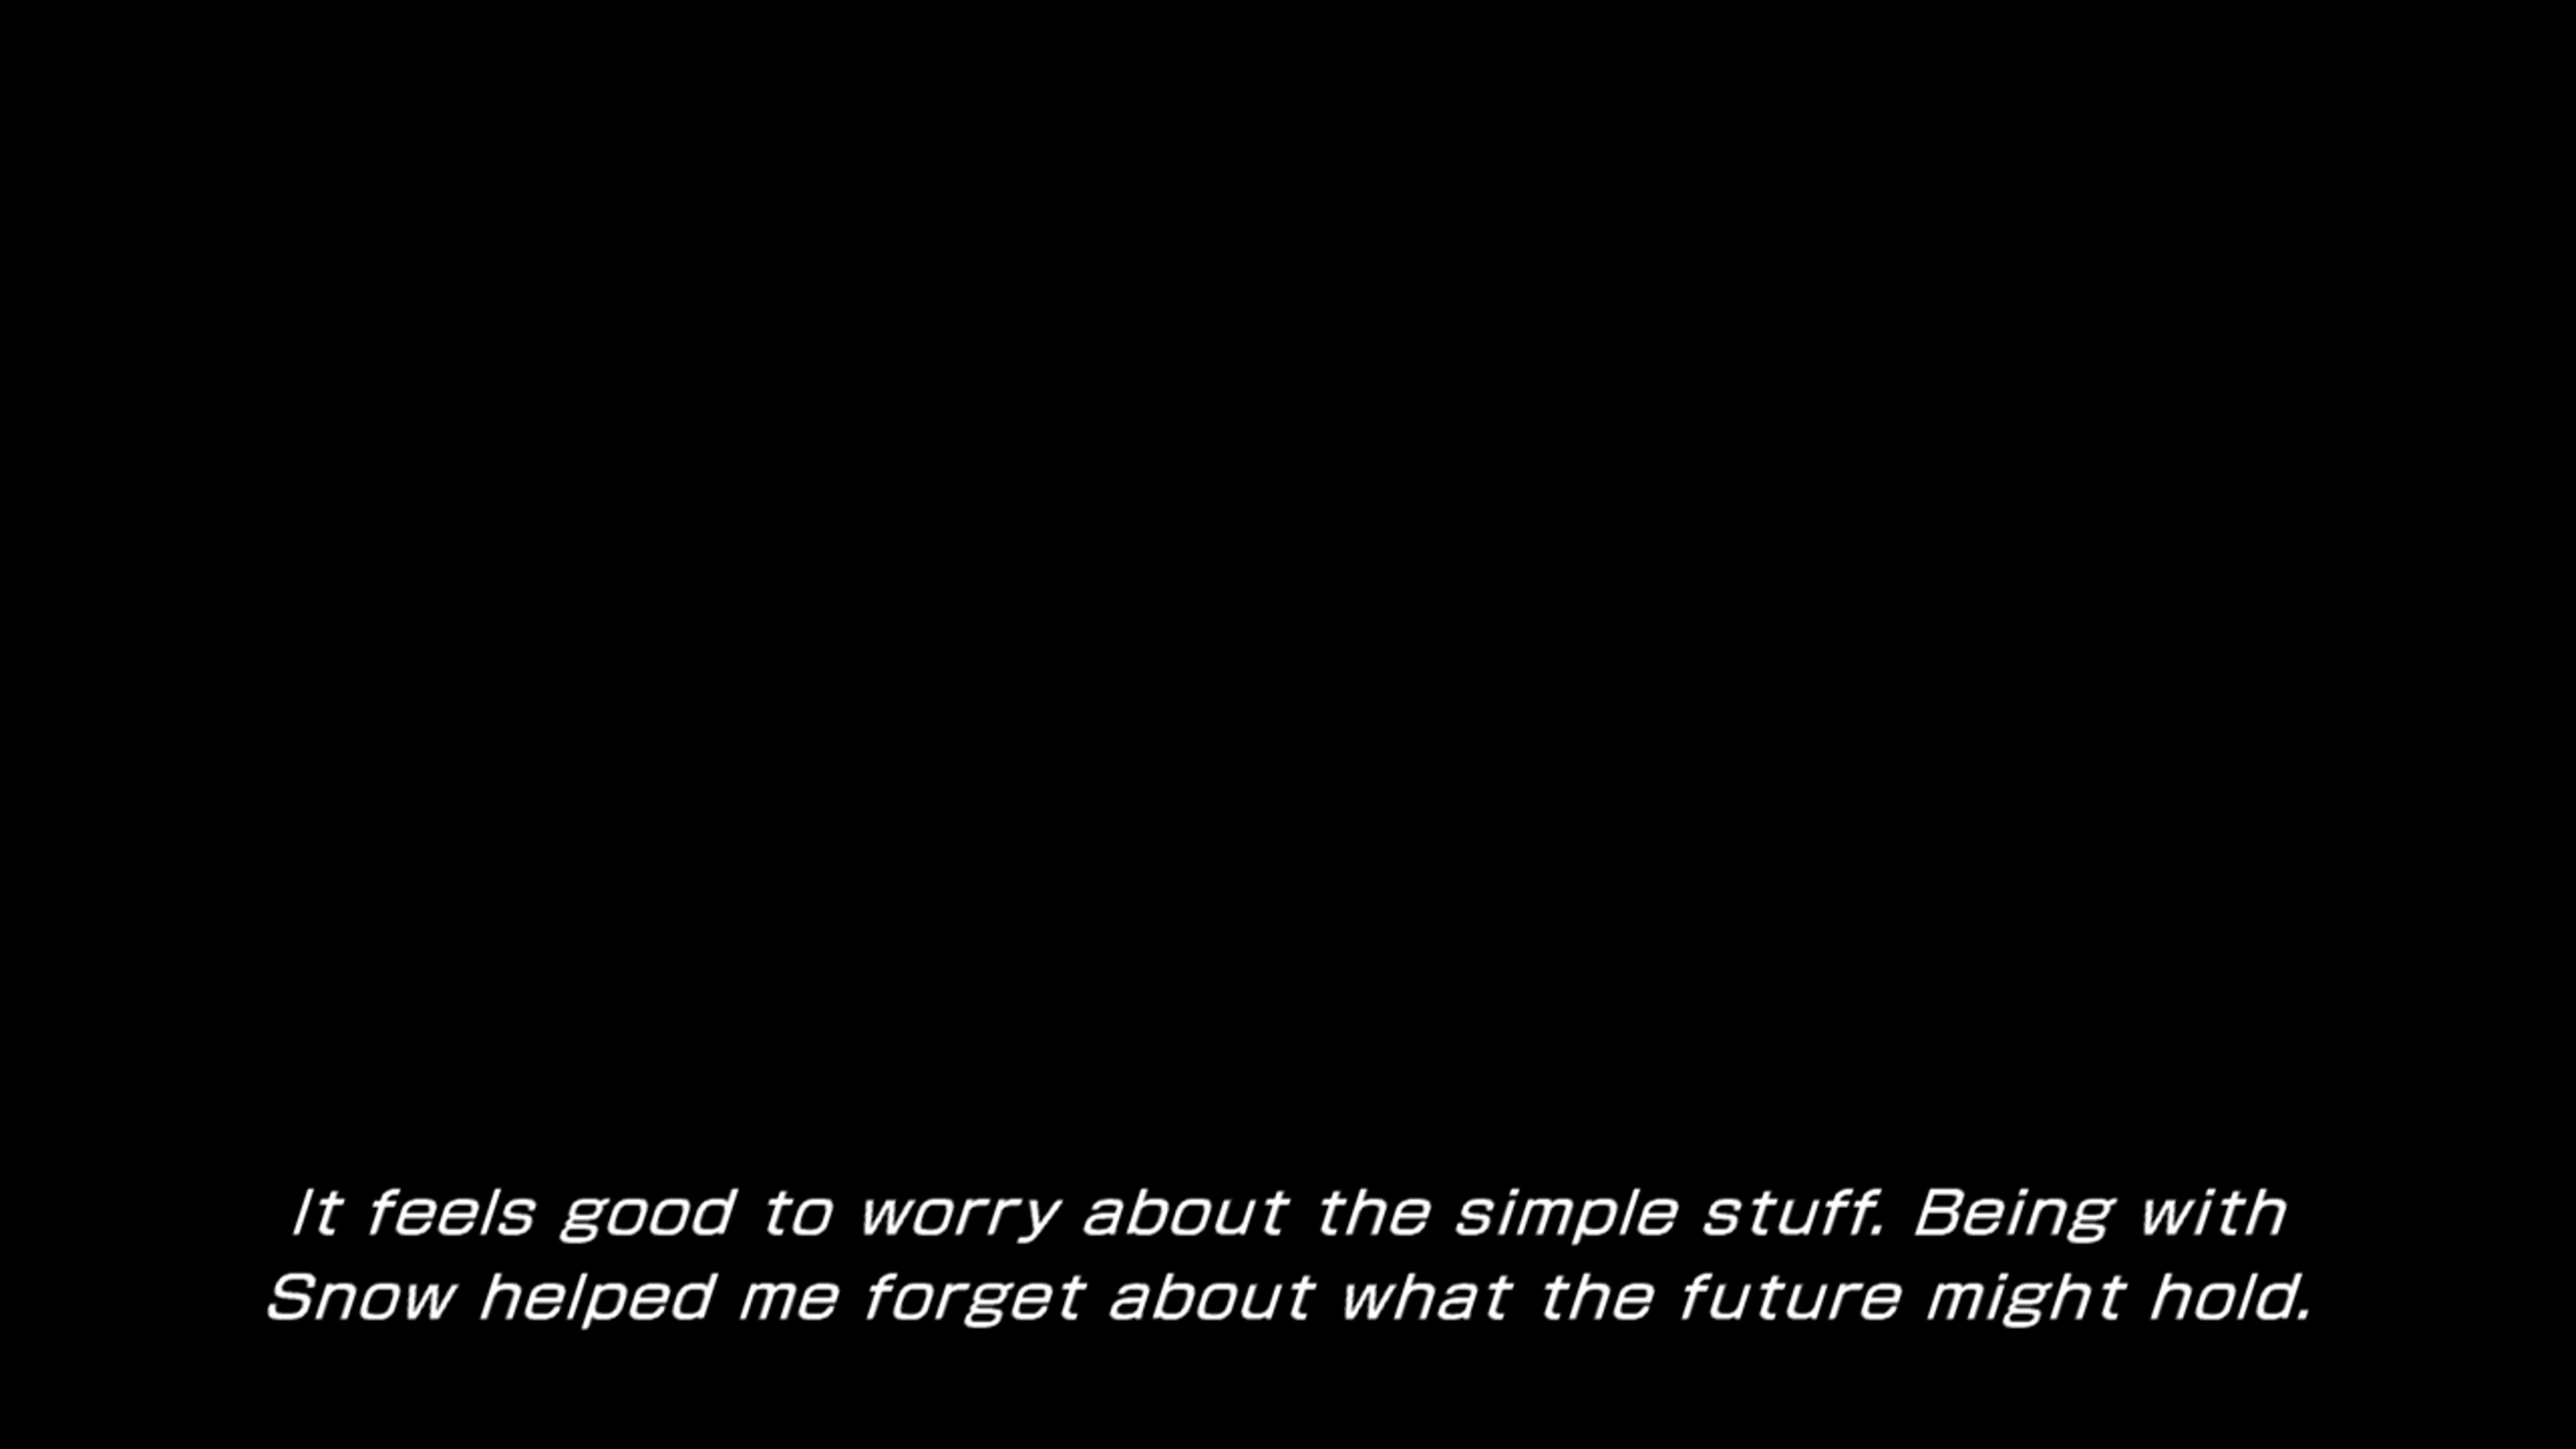 It feels good to worry about the simple stuff. Being with
Snow helped me forget about what the future might hold.